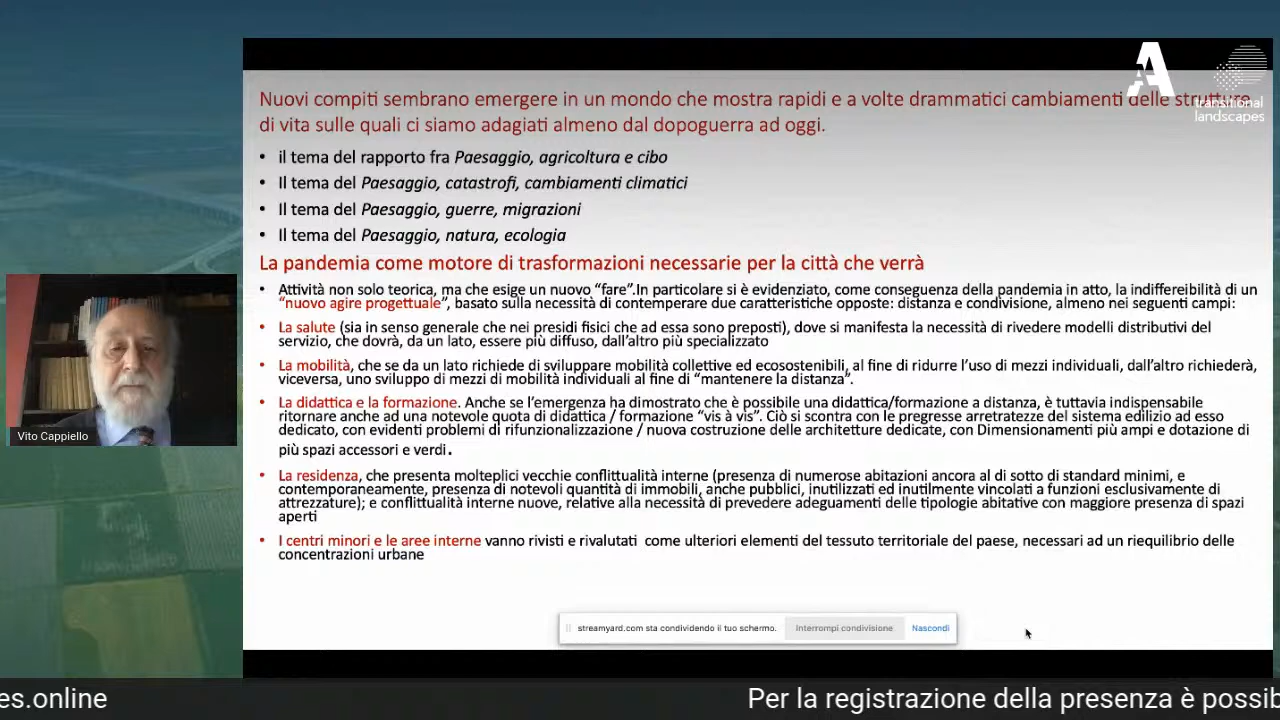 Nuovi compiti sembrano emergere in un mondo che mostra rapidi e a volte drammatici cambiamenti delle
di vita sulle quali ci siamo adagiati almeno dal dopoguerra ad oggi.
A
transitional
landscapes
• il tema del rapporto fra Paesaggio, agricoltura e cibo
• Il tema del Paesaggio, catastrofi, cambiamenti climatici
• Il tema del Paesaggio, guerre, migrazioni
• Il tema del Paesaggio, natura, ecologia
La pandemia come motore di trasformazioni necessarie per la città che verrà
• Attività non solo teorica, ma che esige un nuovo “fare”.In particolare si è evidenziato, come conseguenza della pandemia in atto, la indiffereibilità di un
“nuovo agire progettuale”, basato sulla necessità di contemperare due caratteristiche opposte: distanza e condivisione, almeno nei seguenti campi:
• La salute (sia in senso generale che nei presidi fisici che ad essa sono preposti), dove si manifesta la necessità di rivedere modelli distributivi del
servizio, che dovrà, da un lato, essere più diffuso, dall’altro più specializzato
• La mobilità, che se da un lato richiede di sviluppare mobilità collettive ed ecosostenibili, al fine di ridurre l’uso di mezzi individuali, dall’altro richiederà,
viceversa, uno sviluppo di mezzi di mobilità individuali al fine di “mantenere la distanza”.
• La didattica e la formazione. Anche se l’emergenza ha dimostrato che è possibile una didattica/formazione a distanza, è tuttavia indispensabile
ritornare anche ad una notevole quota di didattica / formazione “vis à vis”. Ciò si scontra con le pregresse arretratezze del sistema edilizio ad esso
dedicato, con evidenti problemi di rifunzionalizzazione / nuova costruzione delle architetture dedicate, con Dimensionamenti più ampi e dotazione di
più spazi accessori e verdi.
• La residenza, che presenta molteplici vecchie conflittualità interne (presenza di numerose abitazioni ancora al di sotto di standard minimi, e
contemporaneamente, presenza di notevoli quantità di immobili, anche pubblici, inutilizzati ed inutilmente vincolati a funzioni esclusivamente di
attrezzature); e conflittualità interne nuove, relative alla necessità di prevedere adeguamenti delle tipologie abitative con maggiore presenza di spazi
aperti
• I centri minori e le aree interne vanno rivisti e rivalutati come ulteriori elementi del tessuto territoriale del paese, necessari ad un riequilibrio delle
concentrazioni urbane
Vito Cappiello
streamyard.com sta condividendo il tuo schermo. Interrompi condivisione Nascondi
es.online Per la registrazione della presenza è possib